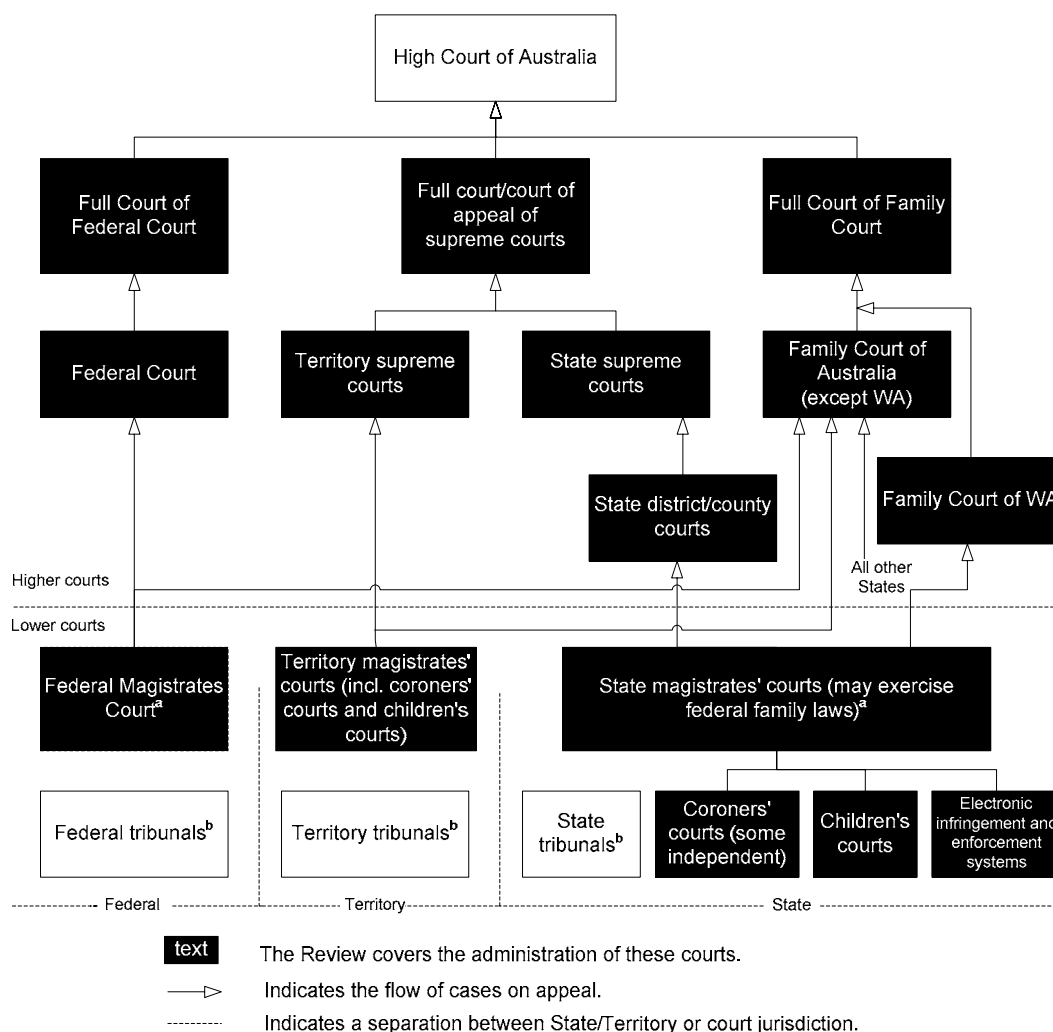 High Court of Australia
Full Court of
Federal Court
Full court/court of
appeal of
supreme courts
Full Court of Family
Court
Federal Court
Territory supreme
courts
State supreme
courts
Family Court of
Australia
(except WA)
State district/county
courts
Family Court of WA
Higher courts
All other
States
Lower courts
Federal Magistrates
Courtᵃ
Territory magistrates'
courts (incl. coroners'
courts and children's
courts)
State magistrates' courts (may exercise
federal family laws)ᵃ
Federal tribunalsᵇ
Territory tribunalsᵇ
State
tribunalsᵇ
Coroners'
courts (some
independent)
Children's
courts
Electronic
infringement and
enforcement
systems
Federal
Territory
State
text
The Review covers the administration of these courts.
Indicates the flow of cases on appeal.
Indicates a separation between State/Territory or court jurisdiction.